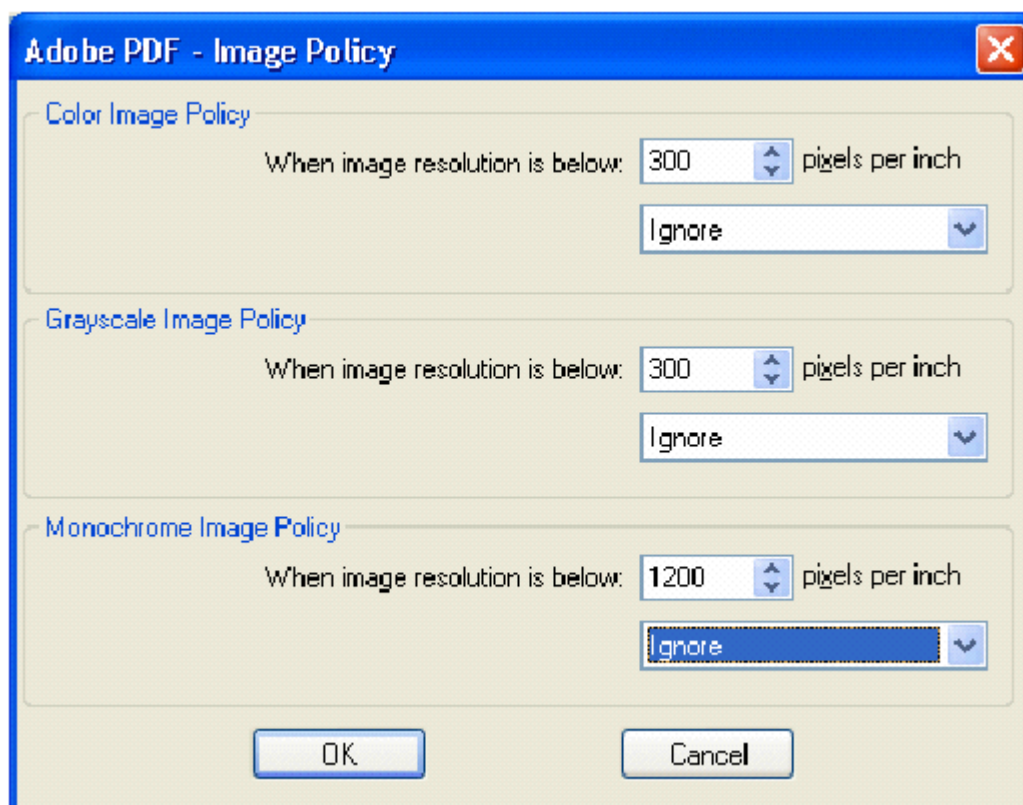 Adobe PDF - Image Policy
Color Image Policy
When image resolution is below: 300 pixels per inch
Ignore
Grayscale Image Policy
When image resolution is below: 300 pixels per inch
Ignore
Monochrome Image Policy
When image resolution is below: 1200 pixels per inch
Ignore
OK Cancel